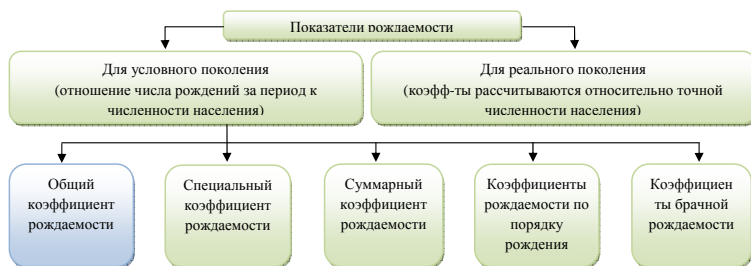 Показатели рождаемости
Для условного поколения
(отношение числа рождений за период к
численности населения)
Для реального поколения
(коэфф-ты рассчитываются относительно точной
численности населения)
Общий
коэффициент
рождаемости
Специальный
коэффициент
рождаемости
Суммарный
коэффициент
рождаемости
Коэффициенты
рождаемости по
порядку
рождения
Коэффициен
ты брачной
рождаемости